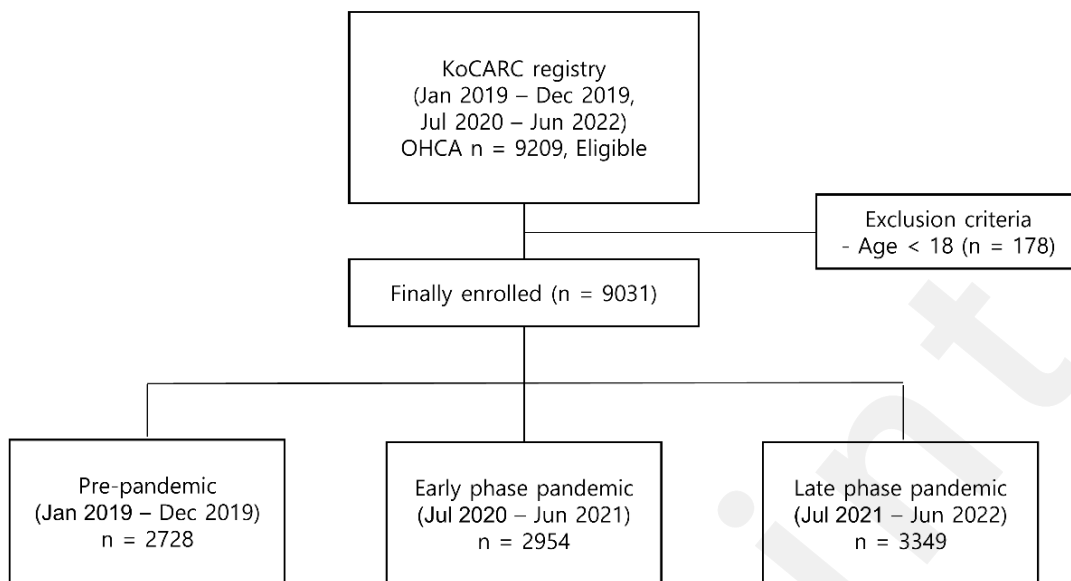 KoCARC registry
(Jan 2019 – Dec 2019,
Jul 2020 – Jun 2022)
OHCA n = 9209, Eligible
Exclusion criteria
- Age < 18 (n = 178)
Finally enrolled (n = 9031)
Pre-pandemic
(Jan 2019 – Dec 2019)
n = 2728
Early phase pandemic
(Jul 2020 – Jun 2021)
n = 2954
Late phase pandemic
(Jul 2021 – Jun 2022)
n = 3349
int